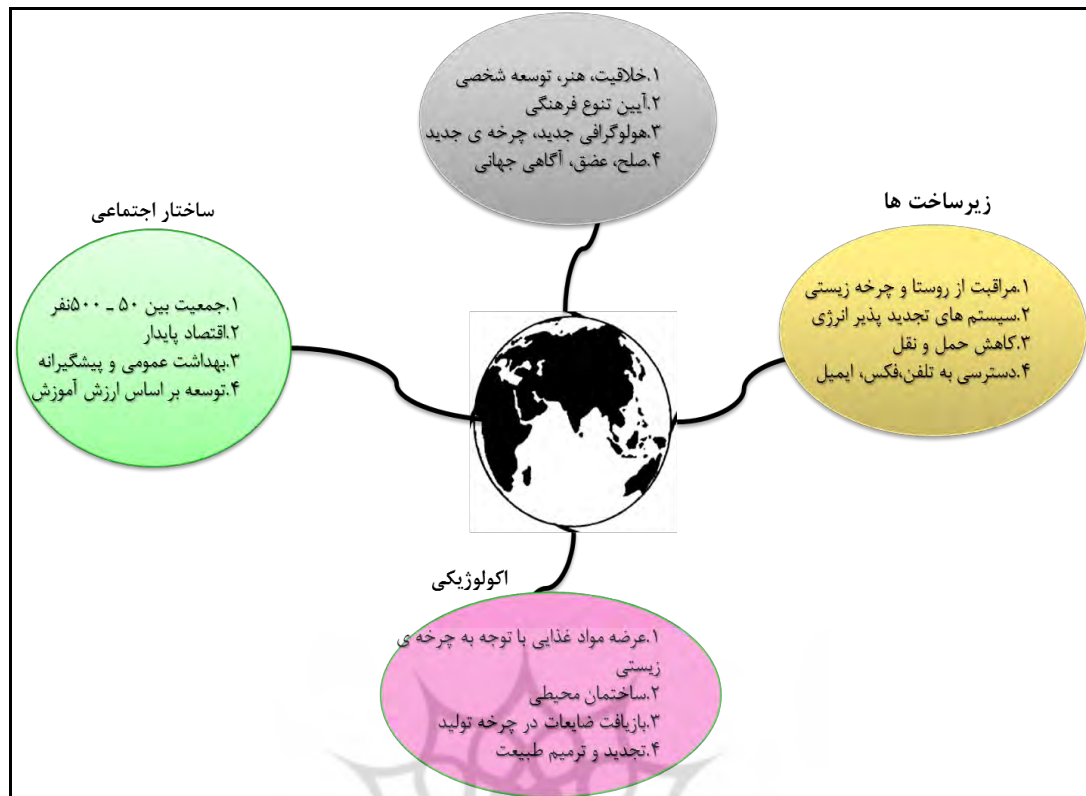 ۱.خلاقیت، هنر، توسعه شخصی
۲.آیین تنوع فرهنگی
۳.هولوگرافی جدید، چرخه ی جدید
۴.صلح، عضق، آگاهی جهانی
زیرساخت ها
۱.مراقبت از روستا و چرخه زیستی
۲.سیستم های تجدید پذیر انرژی
۳.کاهش حمل و نقل
۴.دسترسی به تلفن،فکس، ایمیل
ساختار اجتماعی
۱.جمعیت بین ۵۰ ـ ۵۰۰نفر
۲.اقتصاد پایدار
۳.بهداشت عمومی و پیشگیرانه
۴.توسعه بر اساس ارزش آموزش
اکولوژیکی
۱.عرضه مواد غذایی با توجه به چرخه ی
زیستی
۲.ساختمان محیطی
۳.بازیافت ضایعات در چرخه تولید
۴.تجدید و ترمیم طبیعت